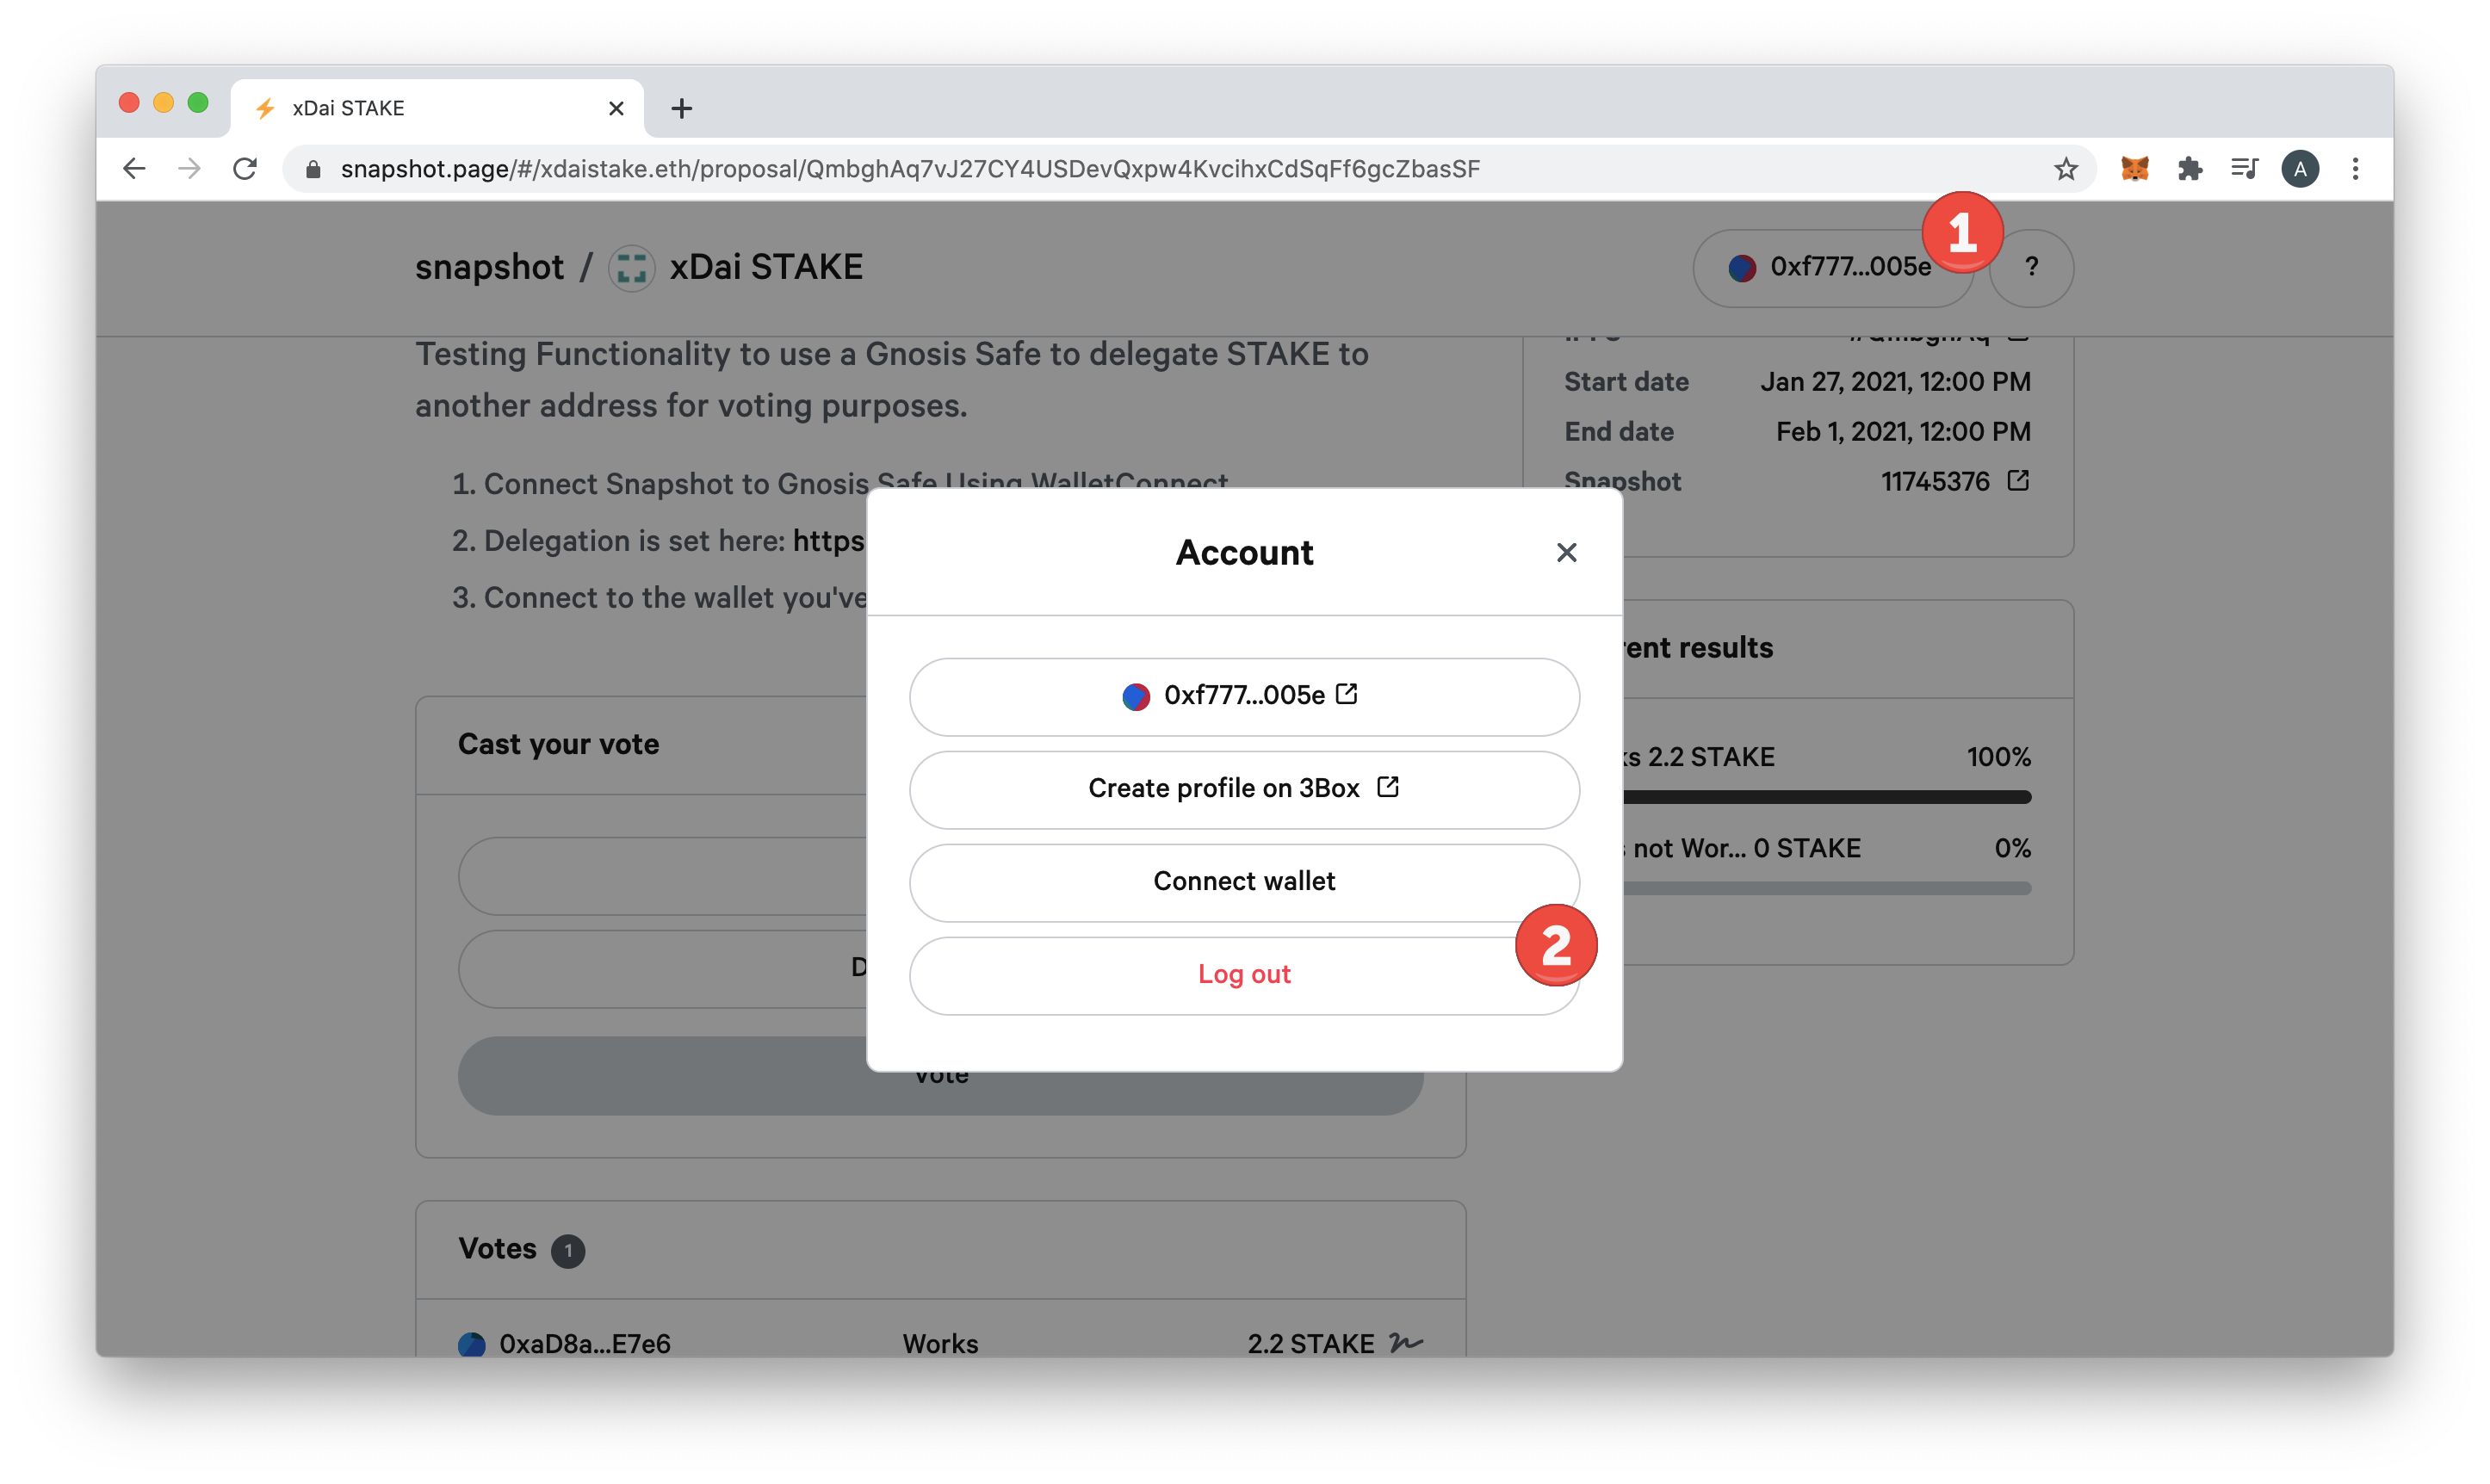 xDai STAKE
snapshot.page/#/xdaistake.eth/proposal/QmbghAq7vJ27CY4USDevQxpw4KvcihxCdSqFf6gcZbasSF
A
snapshot / xDai STAKE
0xf777...005e
1
?
Testing Functionality to use a Gnosis Safe to delegate STAKE to
another address for voting purposes.
1. Connect Snapshot to Gnosis Safe Using WalletConnect
2. Delegation is set here: https
3. Connect to the wallet you've
Start date Jan 27, 2021, 12:00 PM
End date Feb 1, 2021, 12:00 PM
Snapshot 11745376
Account
0xf777...005e
Create profile on 3Box
Connect wallet
Log out
2
Cast your vote
D
Vote
rent results
ks 2.2 STAKE 100%
s not Wor... 0 STAKE 0%
Votes 1
0xaD8a...E7e6 Works 2.2 STAKE